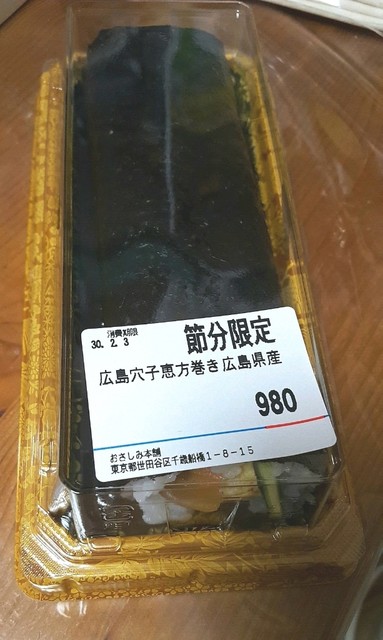 消費期限
30. 2. 3
節分限定
広島穴子恵方巻き広島県産
980
おさしみ本舗
東京都世田谷区千歳船橋1-8-15